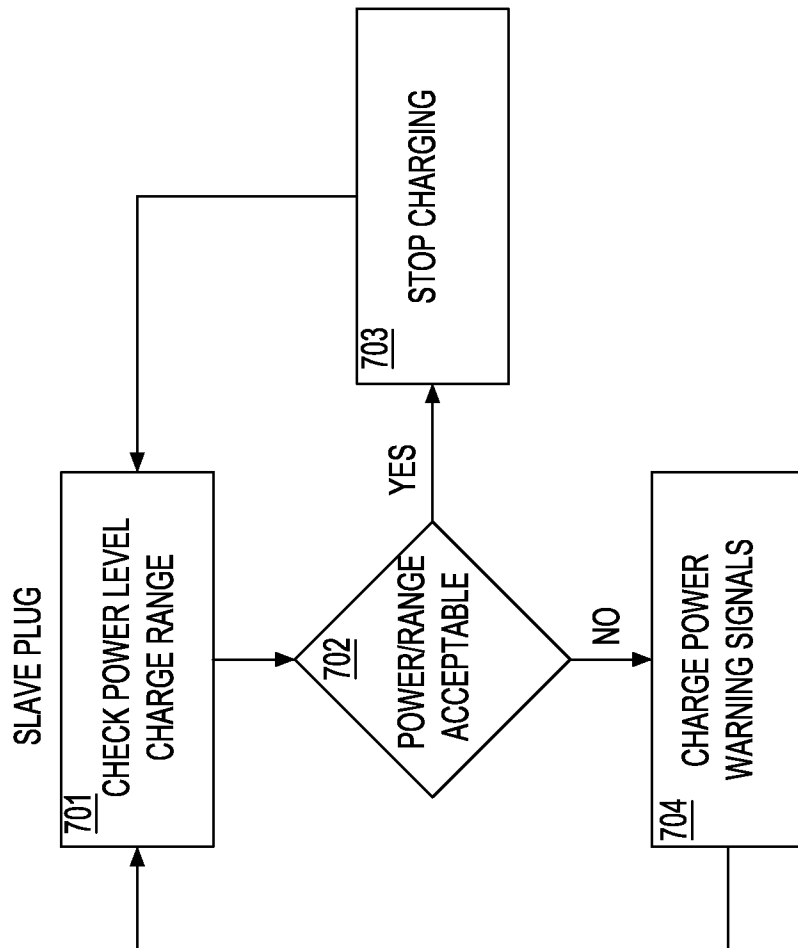 SLAVE PLUG
701
CHECK POWER LEVEL
CHARGE RANGE
702
POWER/RANGE
ACCEPTABLE
YES
703
STOP CHARGING
NO
704
CHARGE POWER
WARNING SIGNALS